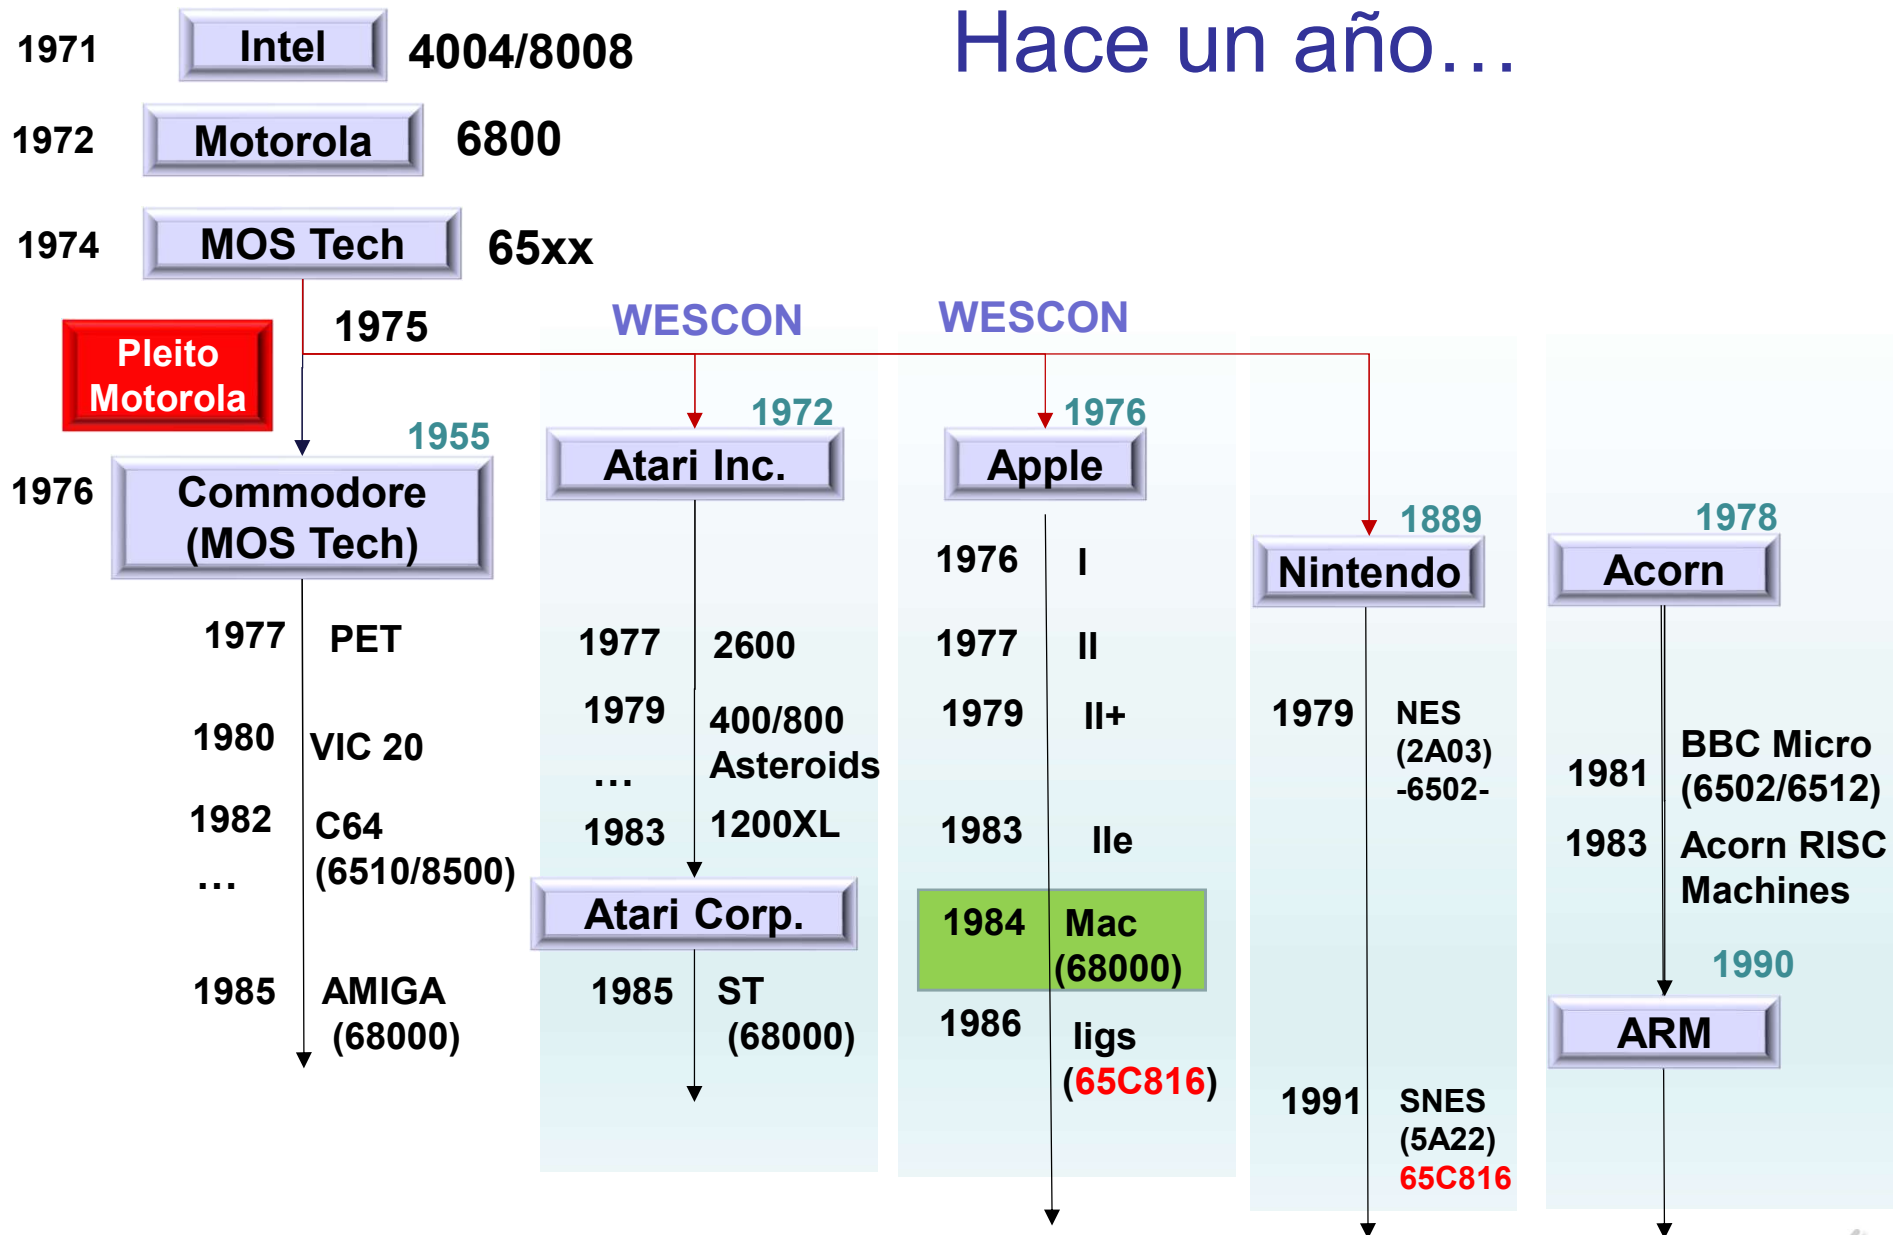 Hace un año…
1971 Intel 4004/8008
1972 Motorola 6800
1974 MOS Tech 65xx
Pleito
Motorola
1975
WESCON
WESCON
1955
1976
Commodore
(MOS Tech)
1977 PET
1980 VIC 20
1982 C64
(6510/8500)
…
1985 AMIGA
(68000)
1972
Atari Inc.
1977 2600
1979 400/800
Asteroids
…
1983 1200XL
Atari Corp.
1985 ST
(68000)
1976
Apple
1976 I
1977 II
1979 II+
1983 IIe
1984 Mac
(68000)
1986 IIgs
(65C816)
1889
Nintendo
1979 NES
(2A03)
-6502-
1991 SNES
(5A22)
65C816
1978
Acorn
1981 BBC Micro
(6502/6512)
1983 Acorn RISC
Machines
1990
ARM